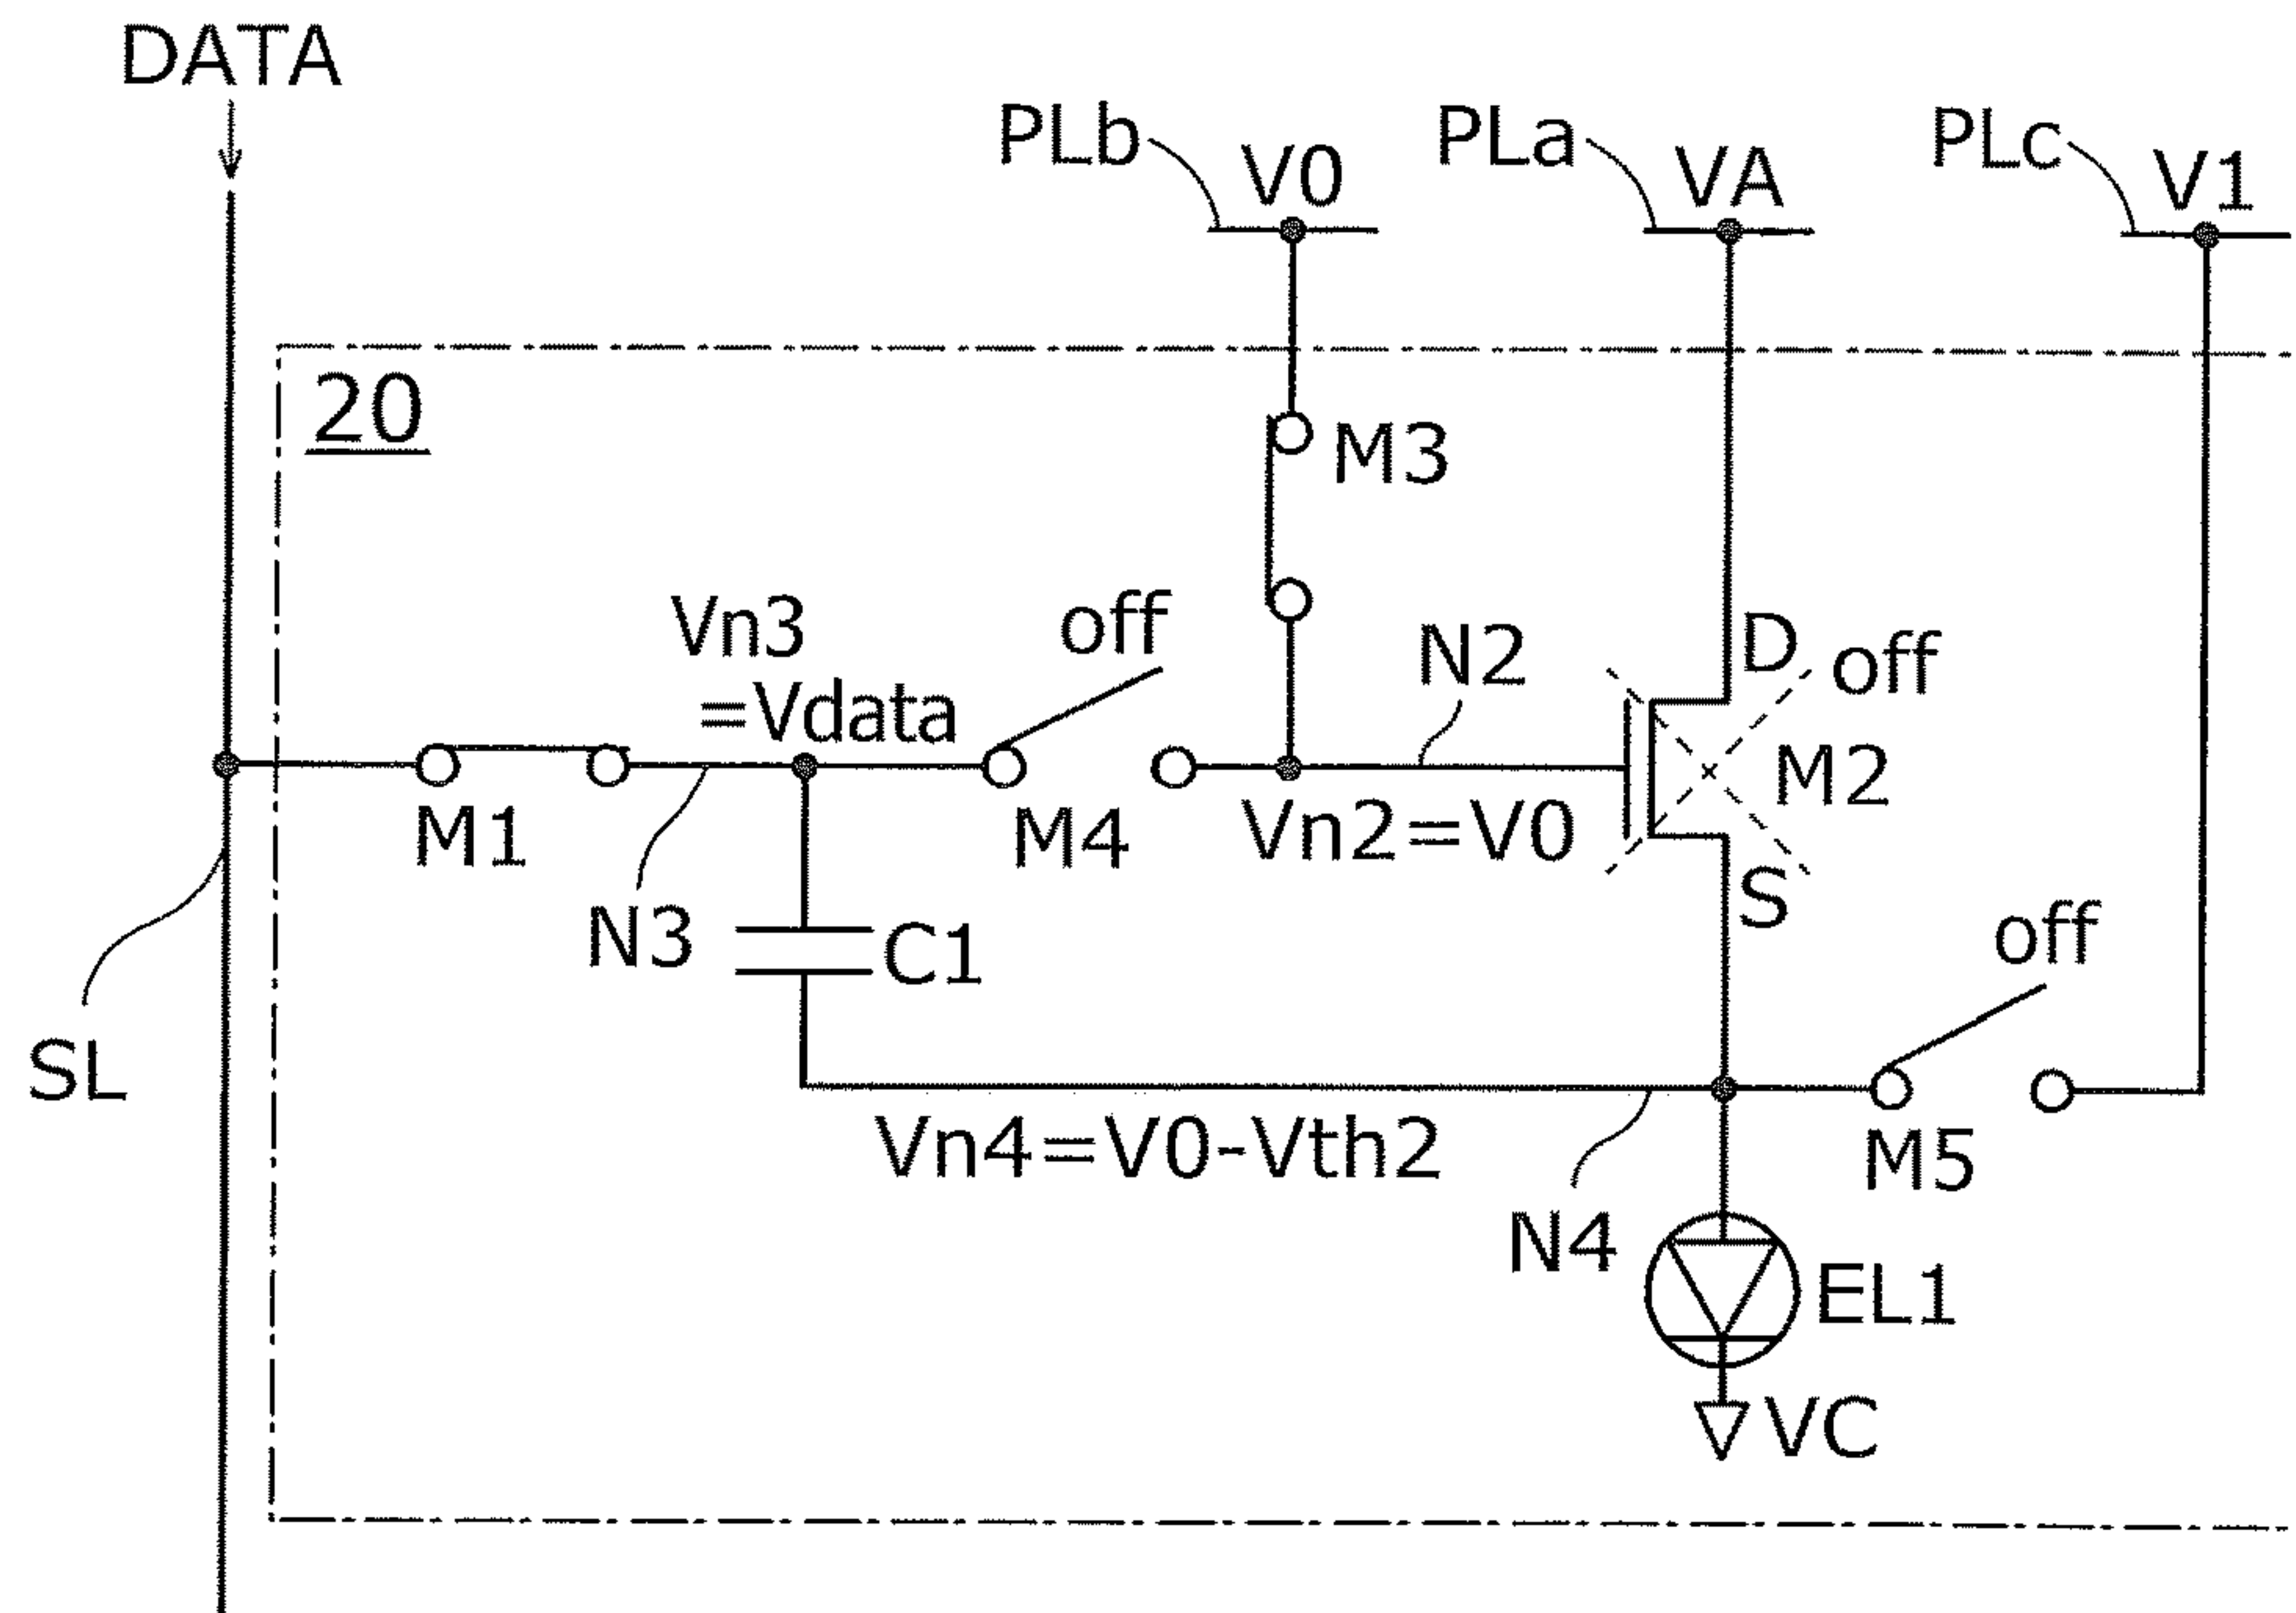 DATA
PLb
V0
PLa
VA
PLc
V1
20
M3
Vn3
=Vdata
off
N2
D
off
M2
M1
M4
Vn2=V0
S
N3
C1
off
SL
Vn4=V0-Vth2
M5
N4
EL1
VC